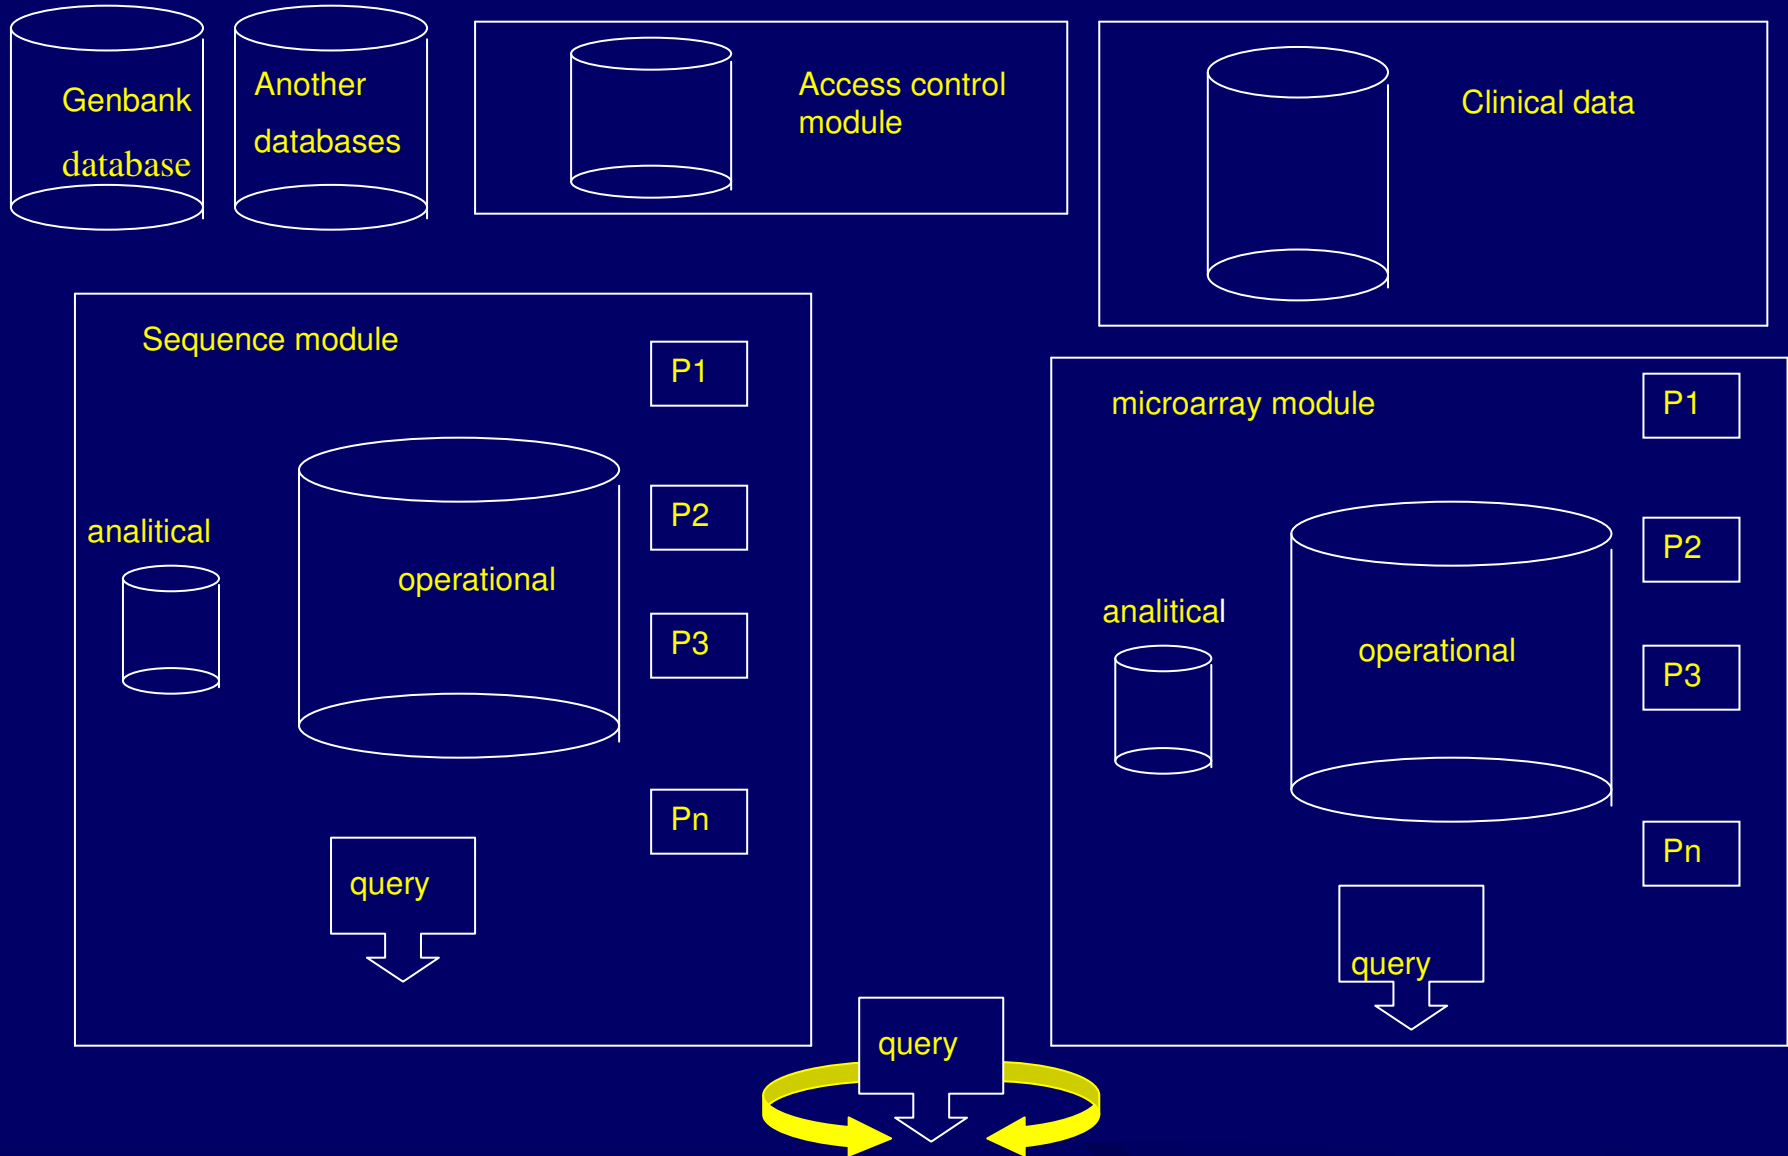 Genbank
database
Another
databases
Access control
module
Clinical data
Sequence module
P1
P2
P3
Pn
analitical
operational
query
microarray module
P1
P2
P3
Pn
analitical
operational
query
query